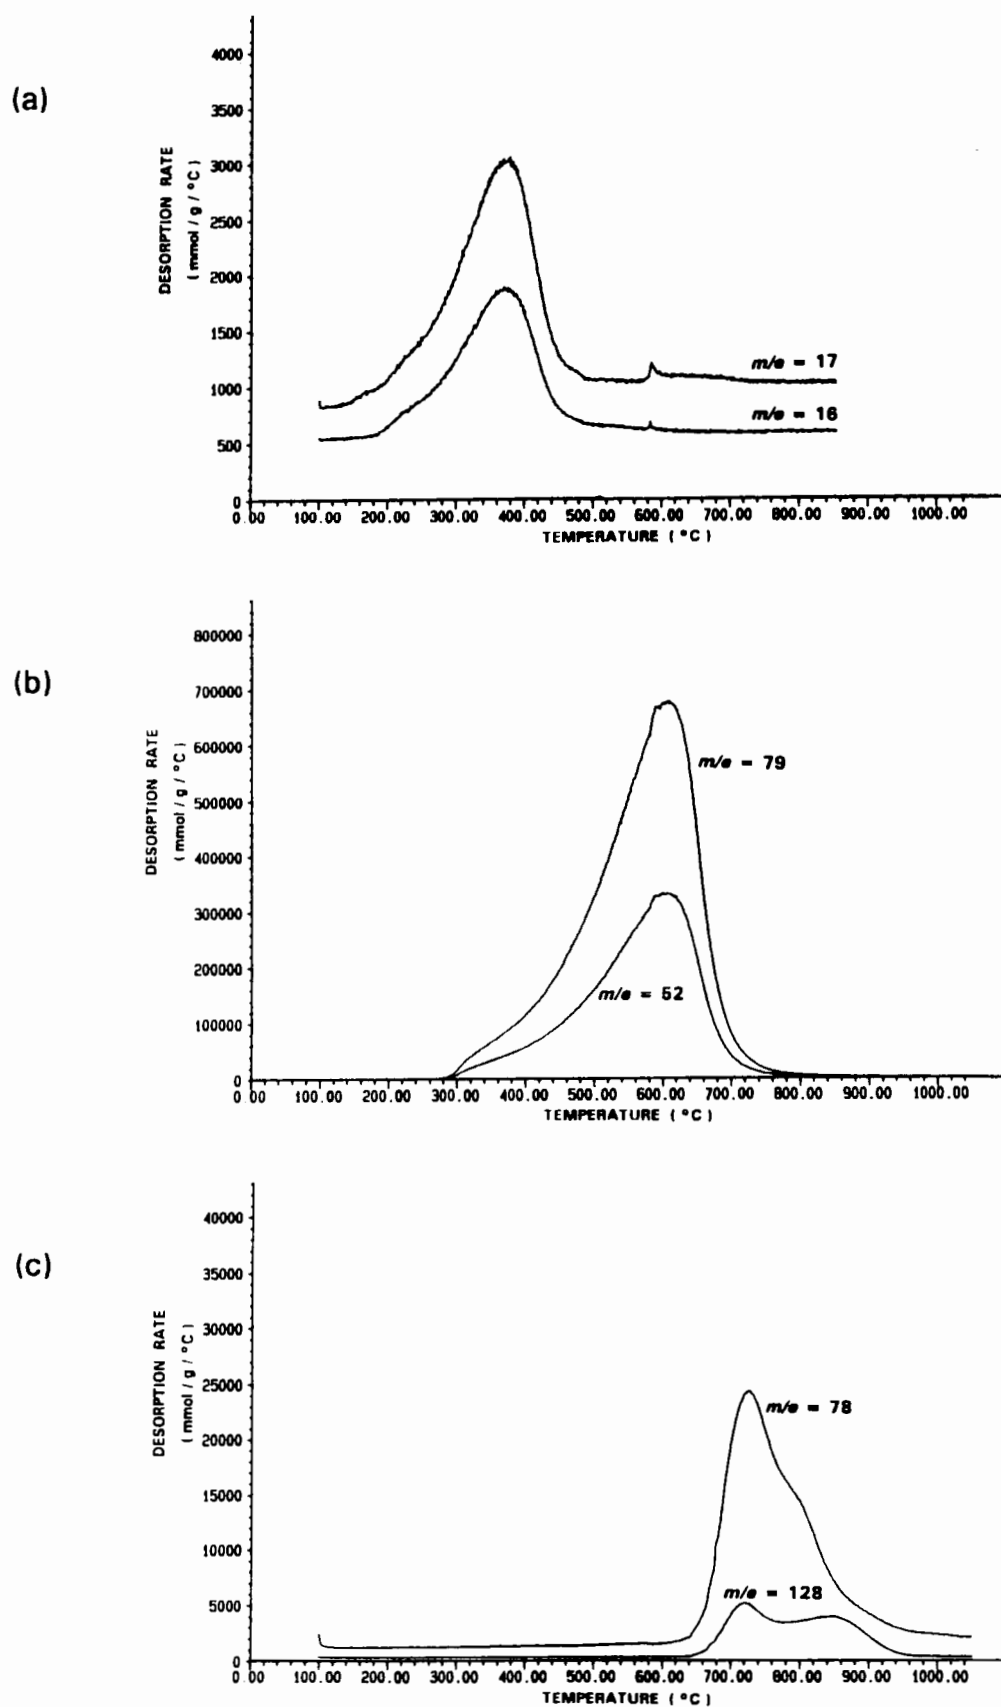 (a)
DESORPTION RATE
(mmol/g/°C)
4000
3500
3000
2500
2000
1500
1000
500
0
m/e = 17
m/e = 16
0.00 100.00 200.00 300.00 400.00 500.00 600.00 700.00 800.00 900.00 1000.00
TEMPERATURE (°C)
(b)
DESORPTION RATE
(mmol/g/°C)
800000
700000
600000
500000
400000
300000
200000
100000
0
m/e = 79
m/e = 52
0.00 100.00 200.00 300.00 400.00 500.00 600.00 700.00 800.00 900.00 1000.00
TEMPERATURE (°C)
(c)
DESORPTION RATE
(mmol/g/°C)
40000
35000
30000
25000
20000
15000
10000
5000
0
m/e = 78
m/e = 128
0.00 100.00 200.00 300.00 400.00 500.00 600.00 700.00 800.00 900.00 1000.00
TEMPERATURE (°C)